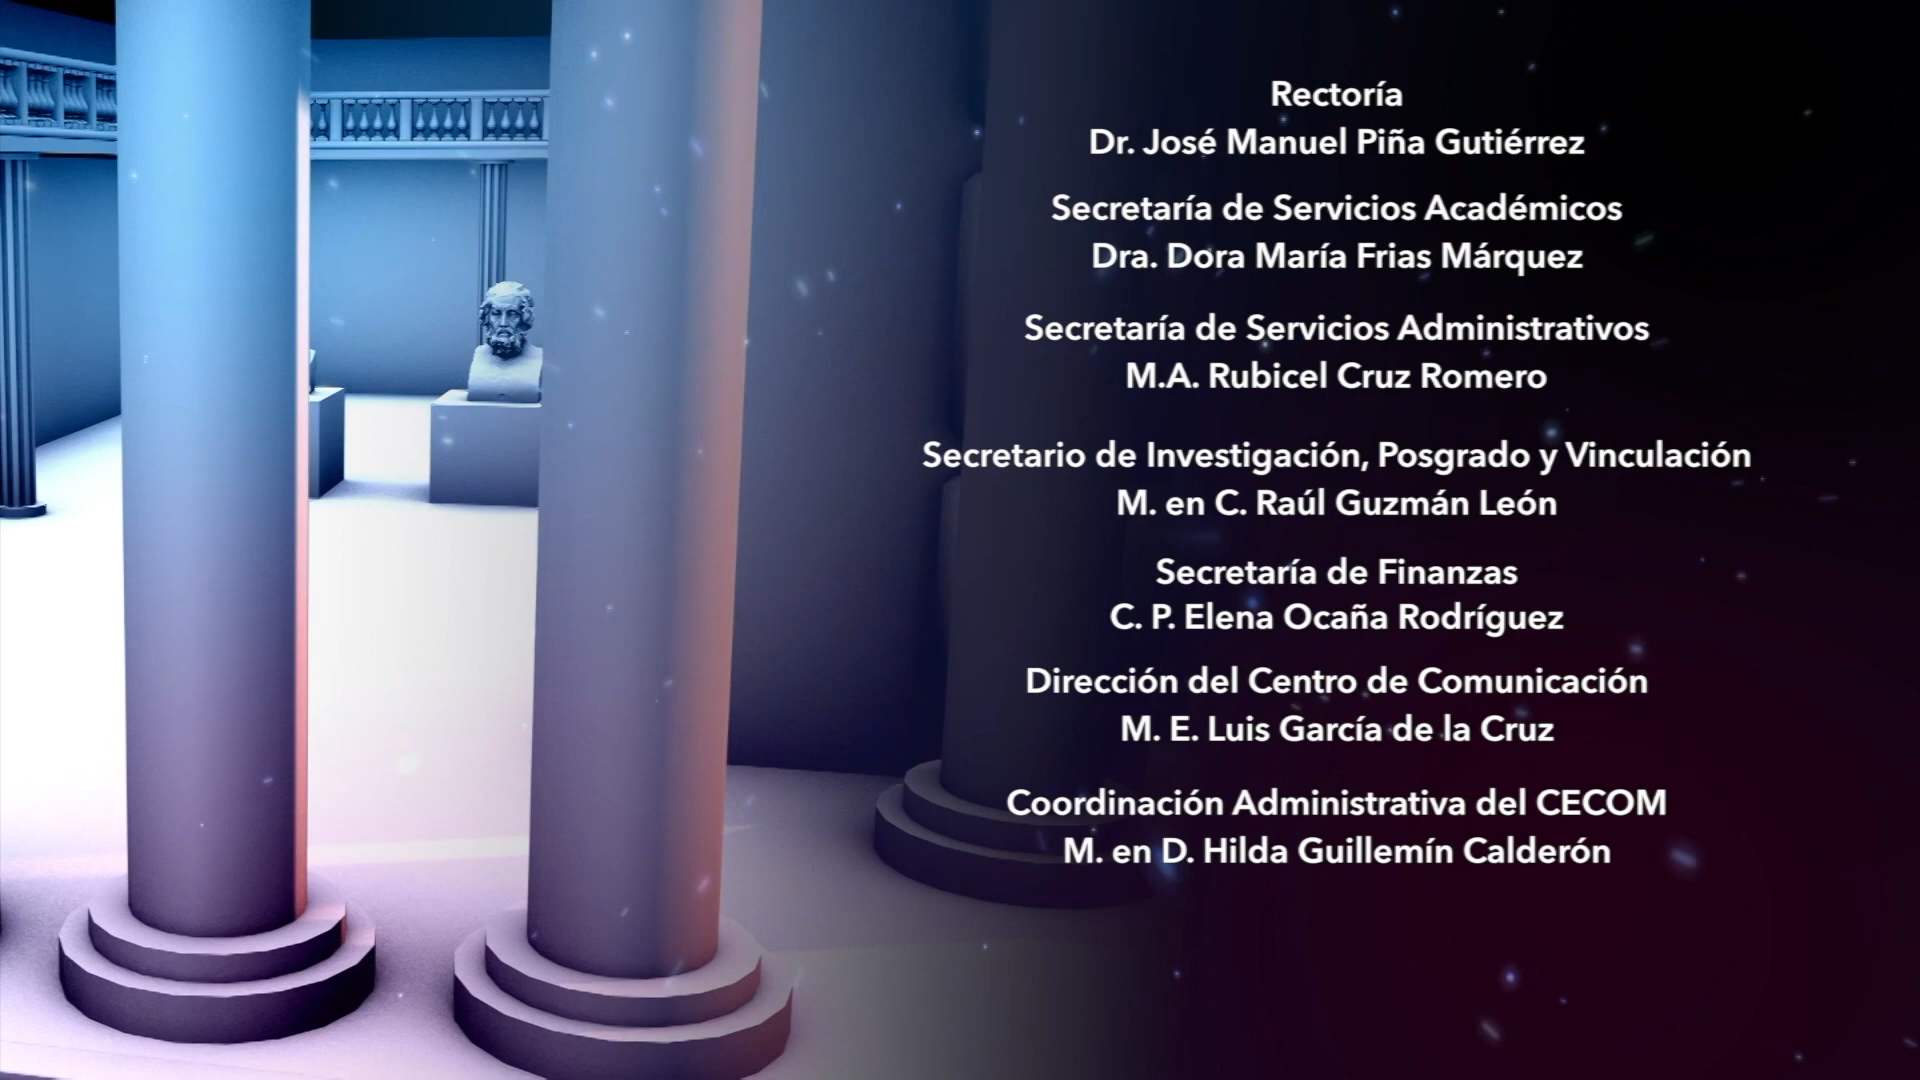 Rectoría
Dr. José Manuel Piña Gutiérrez
Secretaría de Servicios Académicos
Dra. Dora María Frias Márquez
Secretaría de Servicios Administrativos
M.A. Rubicel Cruz Romero
Secretario de Investigación, Posgrado y Vinculación
M. en C. Raúl Guzmán León
Secretaría de Finanzas
C. P. Elena Ocaña Rodríguez
Dirección del Centro de Comunicación
M. E. Luis García de la Cruz
Coordinación Administrativa del CECOM
M. en D. Hilda Guillemín Calderón